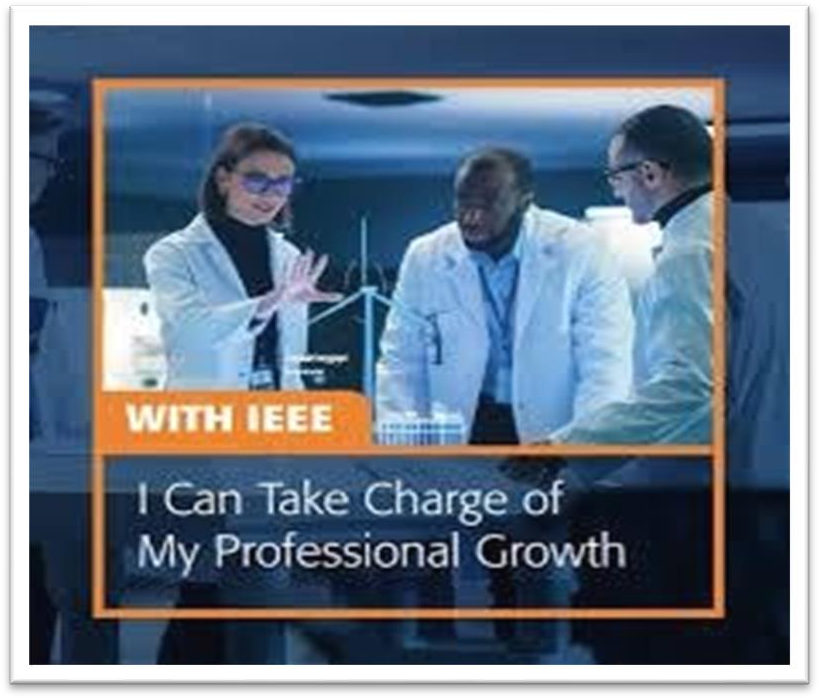 WITH IEEE
I Can Take Charge of
My Professional Growth